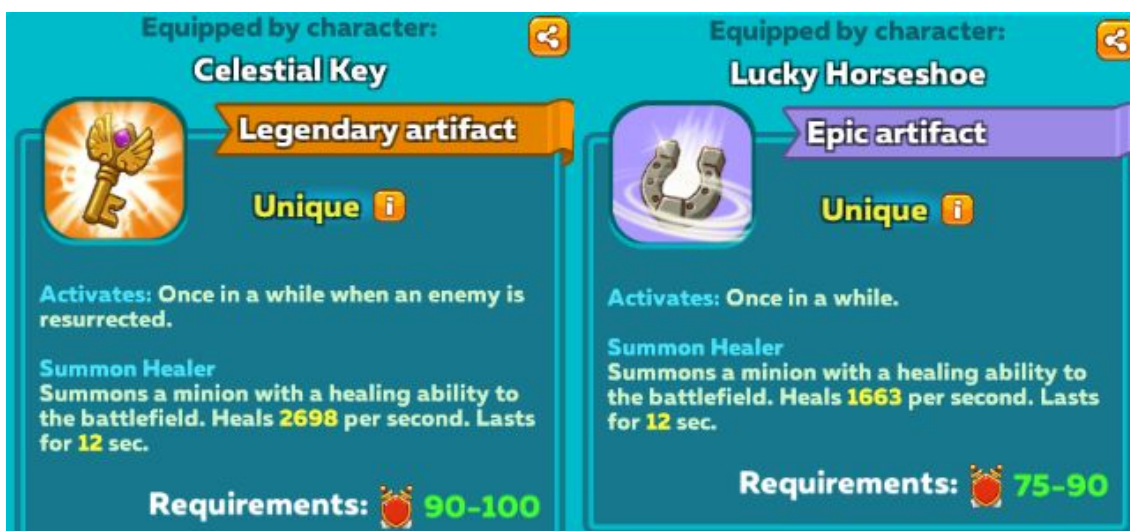 Equipped by character:
Celestial Key
Legendary artifact
Unique i
Activates: Once in a while when an enemy is
resurrected.
Summon Healer
Summons a minion with a healing ability to
the battlefield. Heals 2698 per second. Lasts
for 12 sec.
Requirements: 90-100
Equipped by character:
Lucky Horseshoe
Epic artifact
Unique i
Activates: Once in a while.
Summon Healer
Summons a minion with a healing ability to
the battlefield. Heals 1663 per second. Lasts
for 12 sec.
Requirements: 75-90